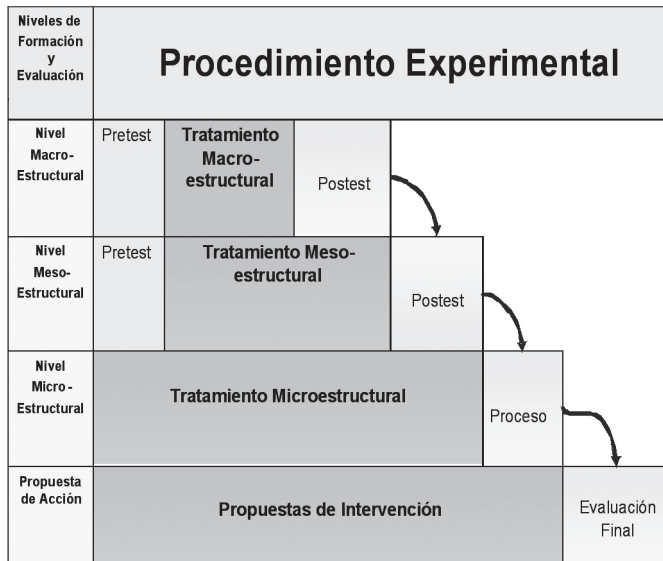 Niveles de
Formación
y
Evaluación
Procedimiento Experimental
Nivel
Macro-
Estructural
Pretest
Tratamiento
Macro-
estructural
Postest
Nivel
Meso-
Estructural
Pretest
Tratamiento Meso-
estructural
Postest
Nivel
Micro -
Estructural
Tratamiento Microestructural
Proceso
Propuesta
de Acción
Propuestas de Intervención
Evaluación
Final